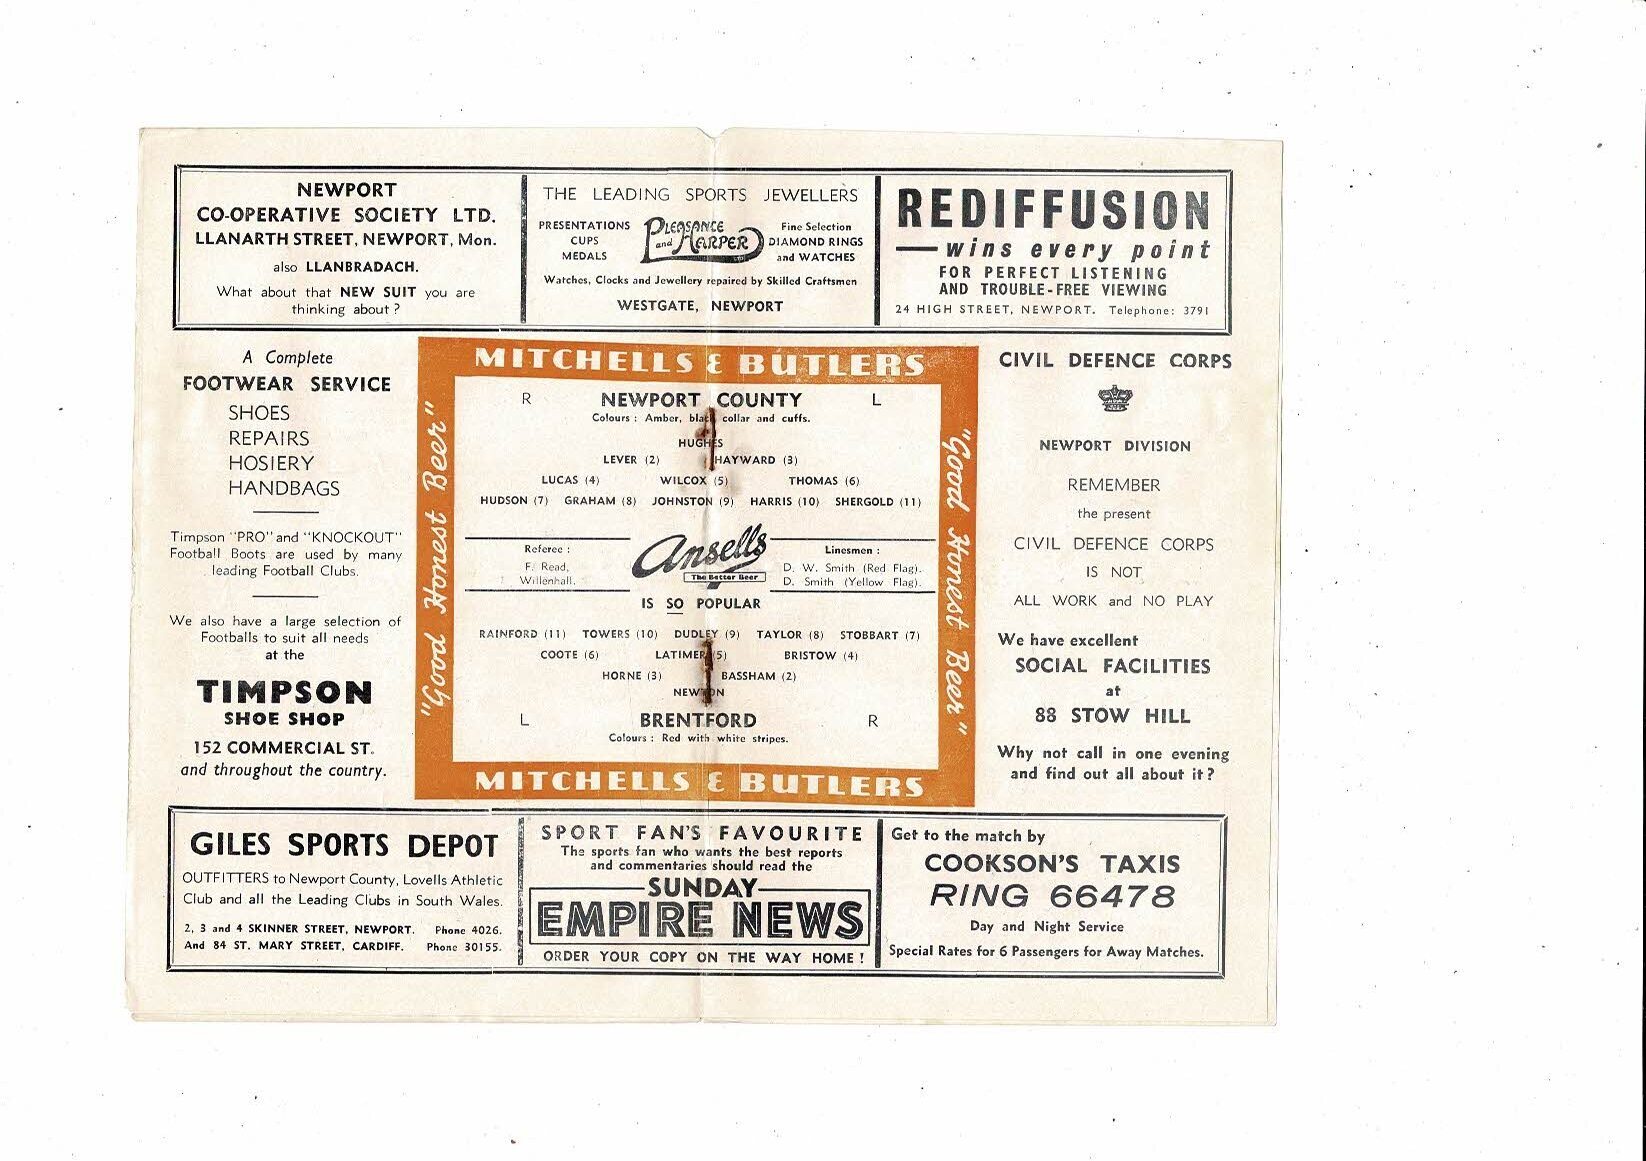 NEWPORT
CO-OPERATIVE SOCIETY LTD.
LLANARTH STREET, NEWPORT, Mon.
also LLANBRADACH.
What about that NEW SUIT you are
thinking about ?
THE LEADING SPORTS JEWELLERS
PRESENTATIONS
CUPS
MEDALS
PLEASANCE
and HARPER
Fine Selection
DIAMOND RINGS
and WATCHES
Watches, Clocks and Jewellery repaired by Skilled Craftsmen
WESTGATE, NEWPORT
REDIFFUSION
— wins every point
FOR PERFECT LISTENING
AND TROUBLE-FREE VIEWING
24 HIGH STREET, NEWPORT. Telephone: 3791
A Complete
FOOTWEAR SERVICE
SHOES
REPAIRS
HOSIERY
HANDBAGS
Timpson "PRO" and "KNOCKOUT"
Football Boots are used by many
leading Football Clubs.
We also have a large selection of
Footballs to suit all needs
at the
TIMPSON
SHOE SHOP
152 COMMERCIAL ST.
and throughout the country.
MITCHELLS & BUTLERS
"Good Honest Beer"
R NEWPORT COUNTY L
Colours : Amber, black collar and cuffs.
HUGHES
LEVER (2) HAYWARD (3)
LUCAS (4) WILCOX (5) THOMAS (6)
HUDSON (7) GRAHAM (8) JOHNSTON (9) HARRIS (10) SHERGOLD (11)
Referee :
F. Read,
Willenhall.
Ansells
The Better Beer
Linesmen :
D. W. Smith (Red Flag).
D. Smith (Yellow Flag).
IS SO POPULAR
RAINFORD (11) TOWERS (10) DUDLEY (9) TAYLOR (8) STOBBART (7)
COOTE (6) LATIMER (5) BRISTOW (4)
HORNE (3) BASSHAM (2)
NEWTON
L BRENTFORD R
Colours : Red with white stripes.
"Good Honest Beer"
MITCHELLS & BUTLERS
CIVIL DEFENCE CORPS
NEWPORT DIVISION
REMEMBER
the present
CIVIL DEFENCE CORPS
IS NOT
ALL WORK and NO PLAY
We have excellent
SOCIAL FACILITIES
at
88 STOW HILL
Why not call in one evening
and find out all about it ?
GILES SPORTS DEPOT
OUTFITTERS to Newport County, Lovells Athletic
Club and all the Leading Clubs in South Wales.
2, 3 and 4 SKINNER STREET, NEWPORT. Phone 4026.
And 84 ST. MARY STREET, CARDIFF. Phone 30155.
SPORT FAN'S FAVOURITE
The sports fan who wants the best reports
and commentaries should read the
SUNDAY
EMPIRE NEWS
ORDER YOUR COPY ON THE WAY HOME !
Get to the match by
COOKSON'S TAXIS
RING 66478
Day and Night Service
Special Rates for 6 Passengers for Away Matches.